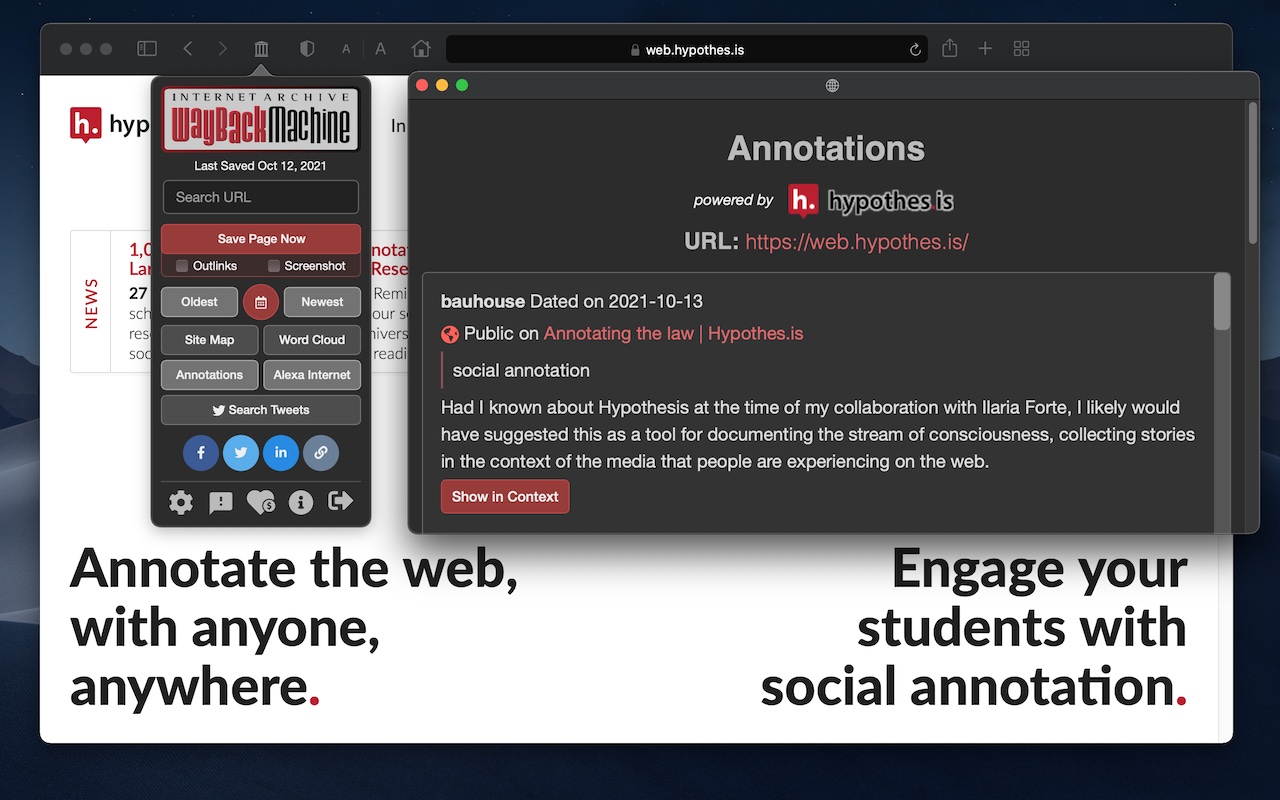 A A
web.hypothes.is
h. hyp
In
INTERNET ARCHIVE
WayBackMachine
Last Saved Oct 12, 2021
Search URL
Save Page Now
Outlinks Screenshot
Oldest Newest
Site Map Word Cloud
Annotations Alexa Internet
Search Tweets
NEWS
1,0
Lar
27
sch
rese
soc
nota
Rese
Remi
our s
nivers
readi
Annotations
powered by h. hypothes.is
URL: https://web.hypothes.is/
bauhouse Dated on 2021-10-13
Public on Annotating the law | Hypothes.is
social annotation
Had I known about Hypothesis at the time of my collaboration with Ilaria Forte, I likely would
have suggested this as a tool for documenting the stream of consciousness, collecting stories
in the context of the media that people are experiencing on the web.
Show in Context
Annotate the web,
with anyone,
anywhere.
Engage your
students with
social annotation.